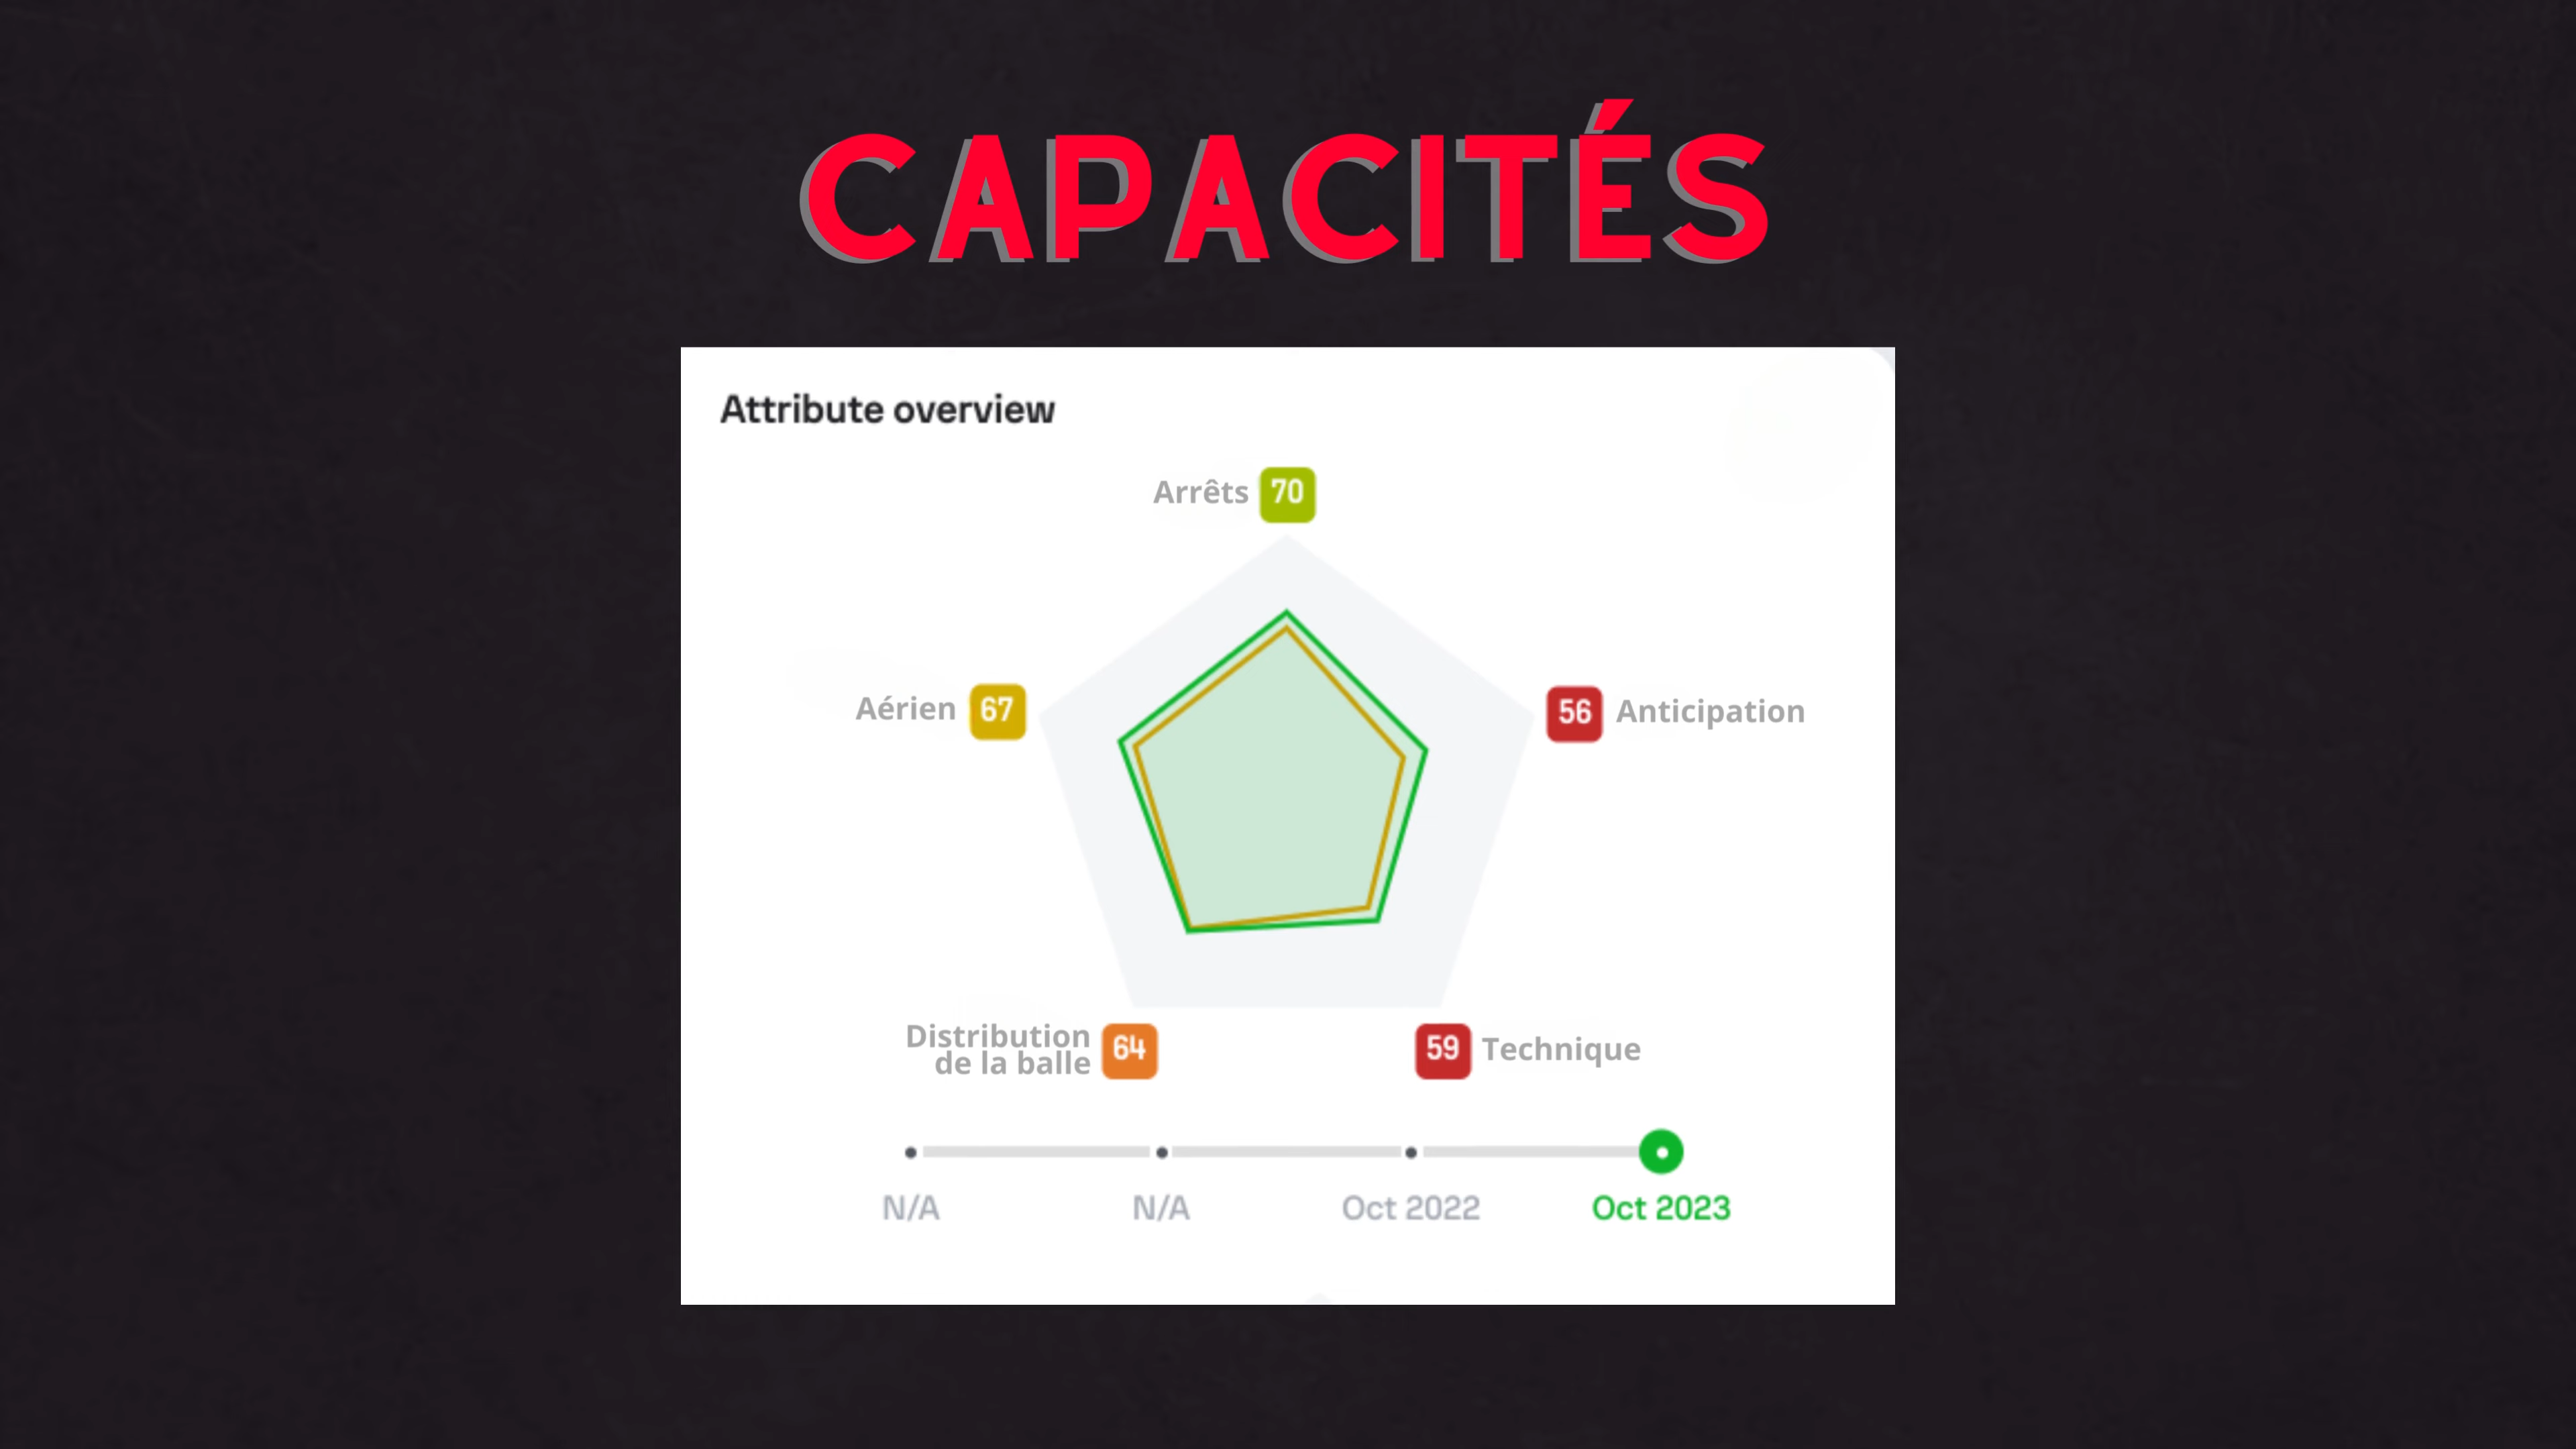 CAPACITÉS
Attribute overview
Arrêts 70
Aérien 67
56 Anticipation
Distribution
de la balle 64
59 Technique
N/A N/A Oct 2022 Oct 2023